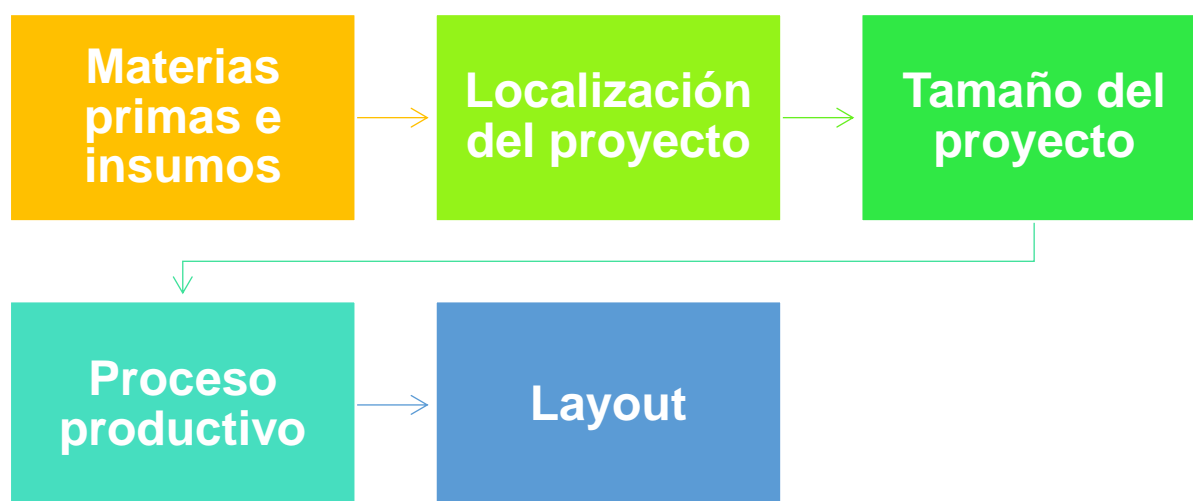 Materias
primas e
insumos
Localización
del proyecto
Tamaño del
proyecto
Proceso
productivo
Layout